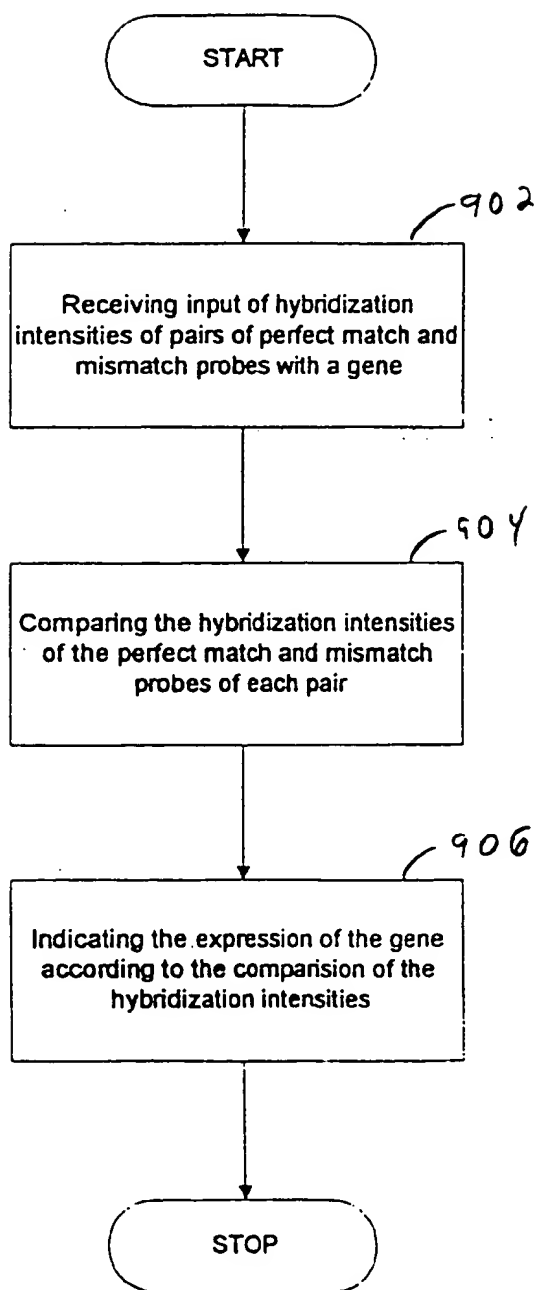 START
902
Receiving input of hybridization
intensities of pairs of perfect match and
mismatch probes with a gene
904
Comparing the hybridization intensities
of the perfect match and mismatch
probes of each pair
906
Indicating the expression of the gene
according to the comparision of the
hybridization intensities
STOP